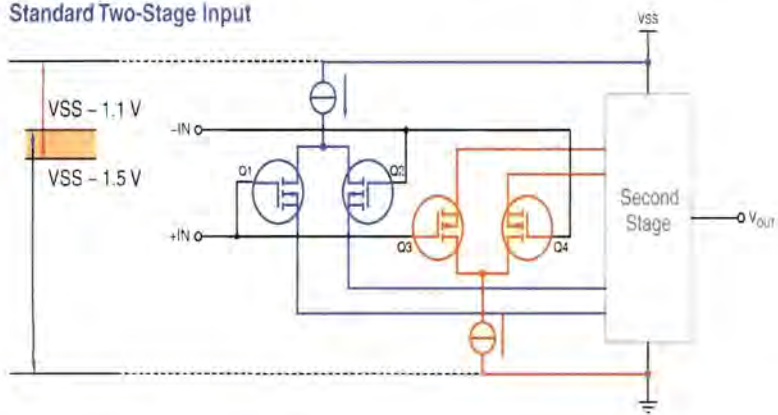 Standard Two-Stage Input
VSS
VSS – 1.1 V
–IN
VSS – 1.5 V
Q1
Q2
Second
Stage
VOUT
+IN
Q3
Q4